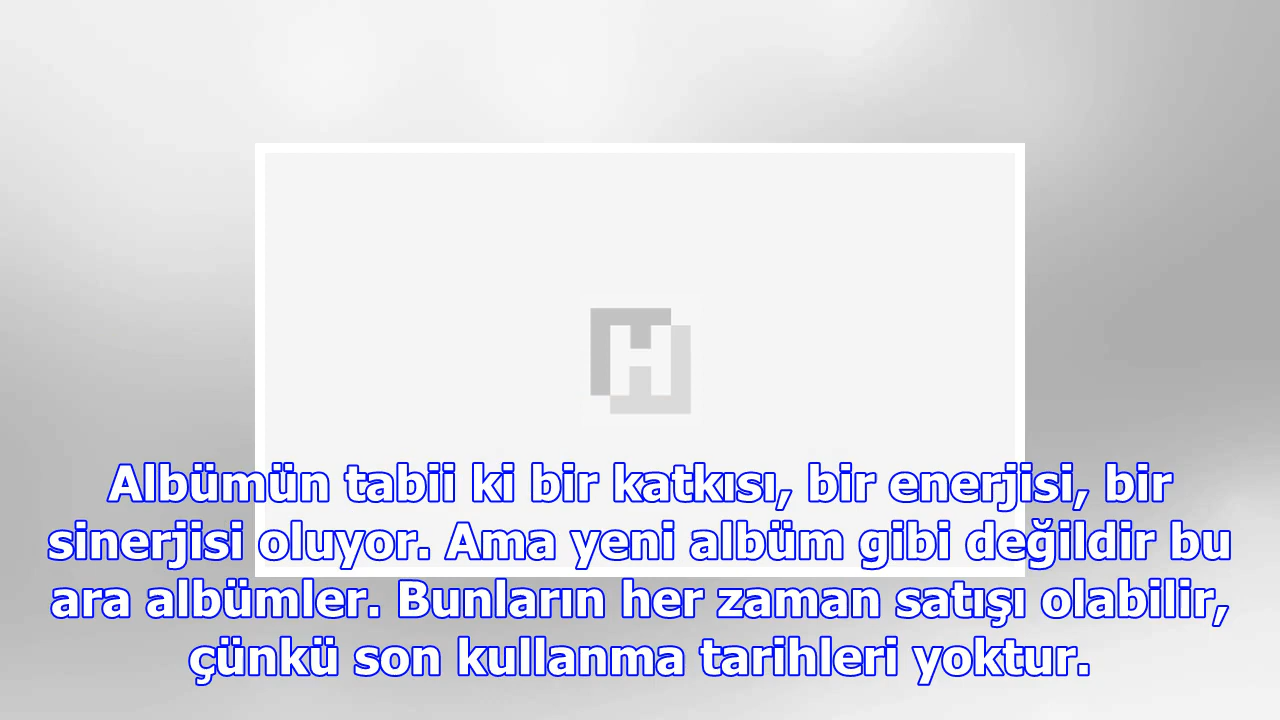 H
Albümün tabii ki bir katkısı, bir enerjisi, bir
sinerjisi oluyor. Ama yeni albüm gibi değildir bu
ara albümler. Bunların her zaman satışı olabilir,
çünkü son kullanma tarihleri yoktur.